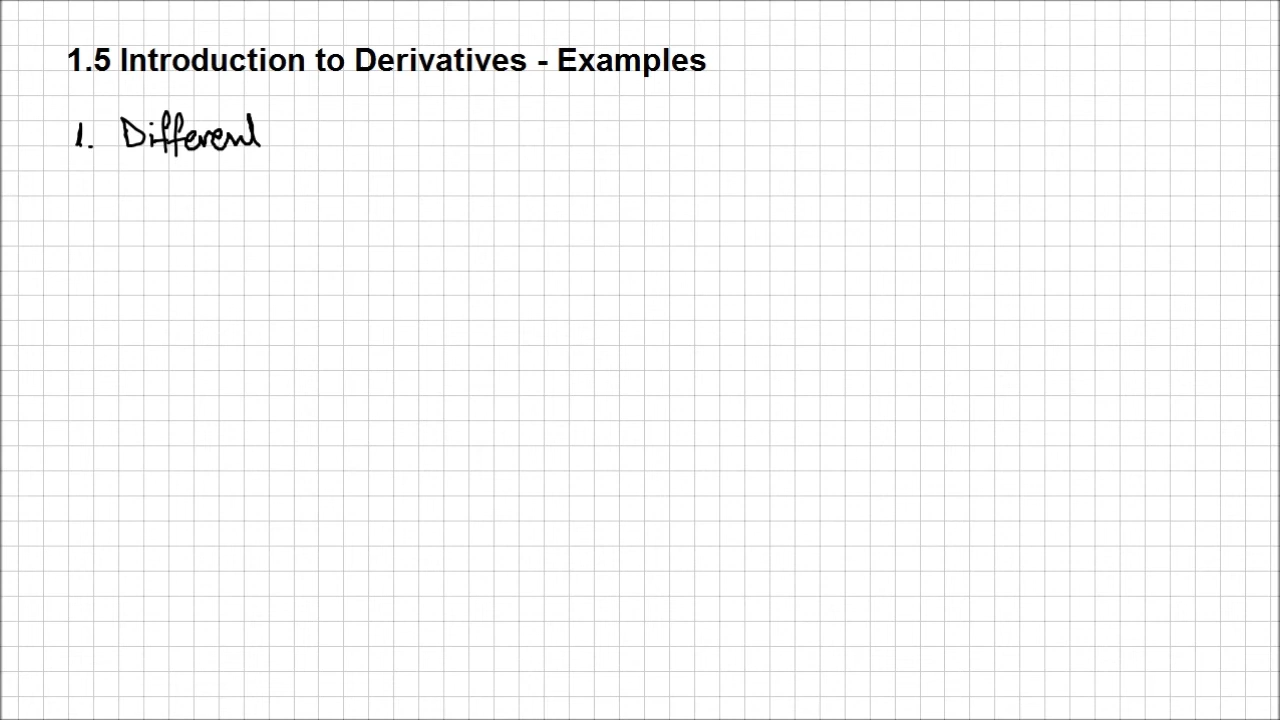 1.5 Introduction to Derivatives - Examples
1. Different